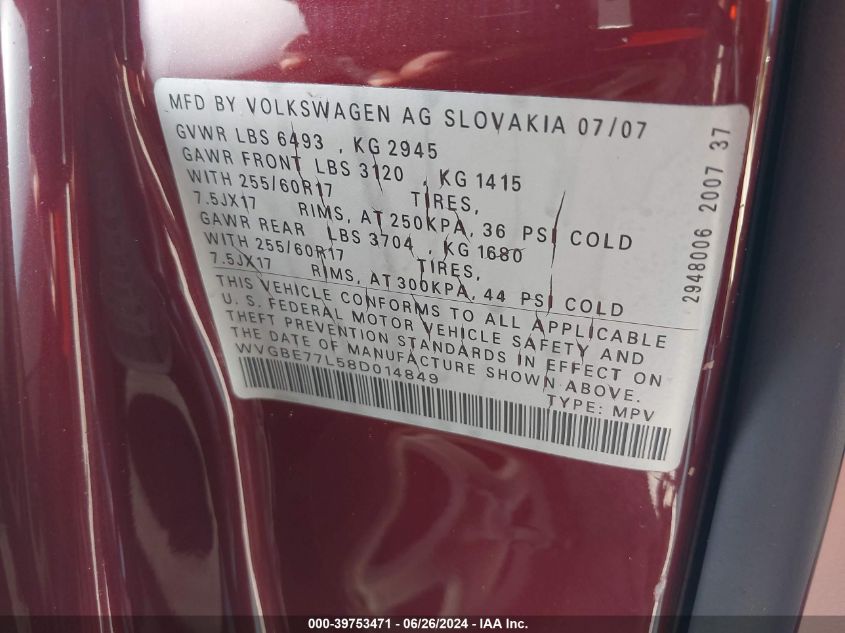 MFD BY VOLKSWAGEN AG SLOVAKIA 07/07
GVWR LBS 6493 , KG 2945
GAWR FRONT LBS 3120 , KG 1415
WITH 255/60R17 TIRES,
7.5JX17 RIMS, AT 250KPA, 36 PSI COLD
GAWR REAR LBS 3704 , KG 1680
WITH 255/60R17 TIRES,
7.5JX17 RIMS, AT 300KPA, 44 PSI COLD
THIS VEHICLE CONFORMS TO ALL APPLICABLE
U.S. FEDERAL MOTOR VEHICLE SAFETY AND
THEFT PREVENTION STANDARDS IN EFFECT ON
THE DATE OF MANUFACTURE SHOWN ABOVE.
WVGBE77L58D014849 TYPE: MPV
2948006 2007 37
000-39753471 - 06/26/2024 - IAA Inc.